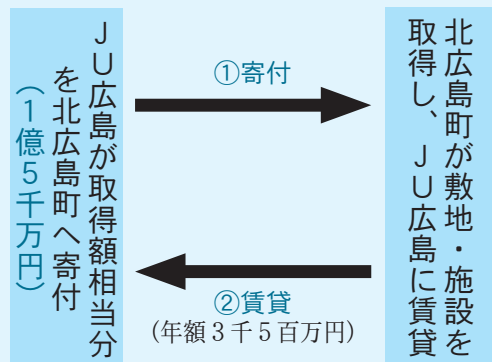 JU広島が取得額相当分
を北広島町へ寄付
（1億5千万円）
①寄付
②賃貸
(年額3千5百万円)
北広島町が敷地・施設を
取得し、JU広島に賃貸